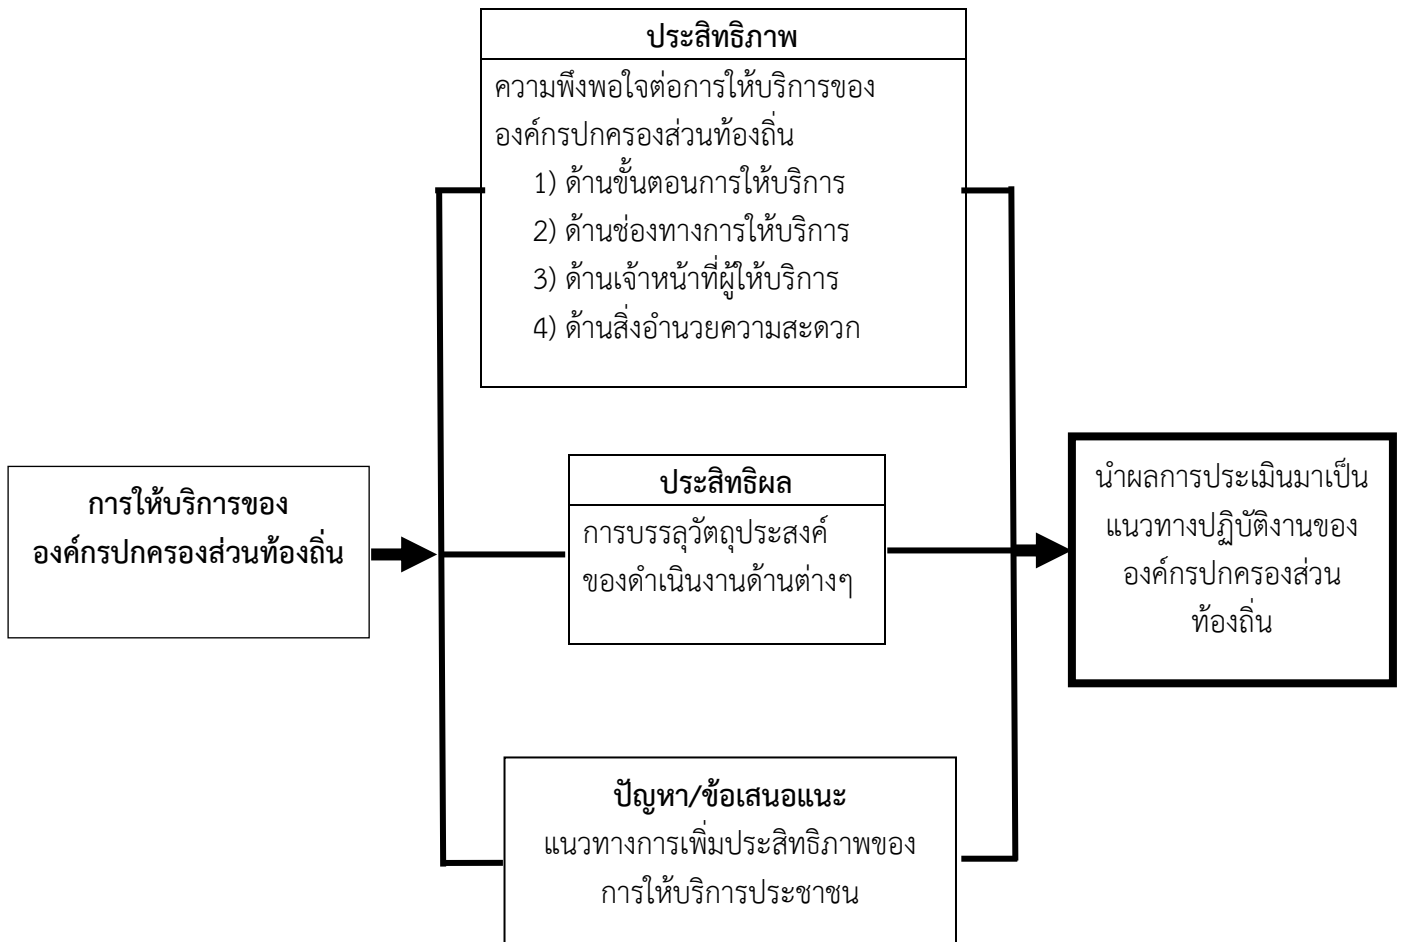 ประสิทธิภาพ
ความพึงพอใจต่อการให้บริการของ
องค์กรปกครองส่วนท้องถิ่น
1) ด้านขั้นตอนการให้บริการ
2) ด้านช่องทางการให้บริการ
3) ด้านเจ้าหน้าที่ผู้ให้บริการ
4) ด้านสิ่งอำนวยความสะดวก
การให้บริการของ
องค์กรปกครองส่วนท้องถิ่น
ประสิทธิผล
การบรรลุวัตถุประสงค์
ของดำเนินงานด้านต่างๆ
นำผลการประเมินมาเป็น
แนวทางปฏิบัติงานของ
องค์กรปกครองส่วน
ท้องถิ่น
ปัญหา/ข้อเสนอแนะ
แนวทางการเพิ่มประสิทธิภาพของ
การให้บริการประชาชน